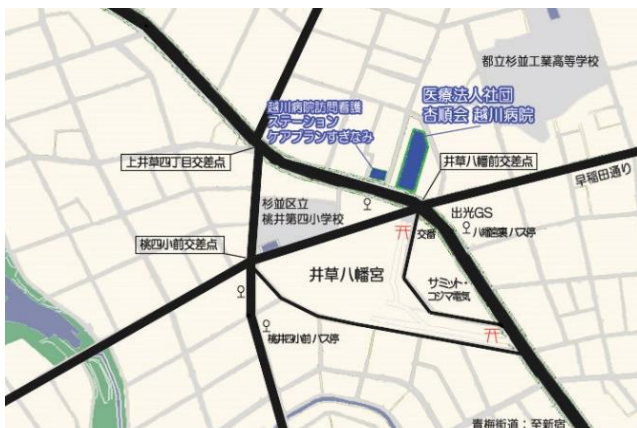 都立杉並工業高等学校
医療法人社団
杏順会 越川病院
越川病院訪問看護
ステーション
ケアプランすぎなみ
上井草四丁目交差点
井草八幡前交差点
早稲田通り
杉並区立
桃井第四小学校
出光GS
交番
八幡宮裏バス停
桃四小前交差点
井草八幡宮
サミット・
コジマ電気
桃井四小前バス停
青梅街道：至新宿